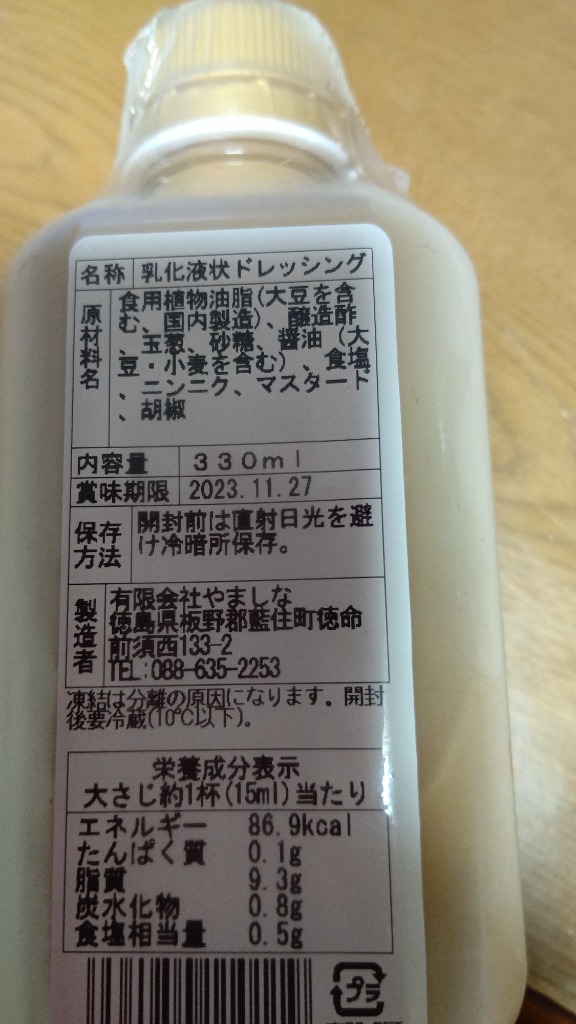 名称 乳化液状ドレッシング
原材料名
食用植物油脂(大豆を含
む、国内製造)、醸造酢
、玉葱、砂糖、醤油(大
豆・小麦を含む)、食塩
、ニンニク、マスタード
、胡椒
内容量 330ml
賞味期限 2023.11.27
保存方法
開封前は直射日光を避
け冷暗所保存。
製造者
有限会社やましな
徳島県板野郡藍住町徳命
前須西133-2
TEL:088-635-2253
凍結は分離の原因になります。開封
後要冷蔵(10℃以下)。
栄養成分表示
大さじ約1杯(15ml)当たり
エネルギー 86.9kcal
たんぱく質 0.1g
脂質 9.3g
炭水化物 0.8g
食塩相当量 0.5g
プラ